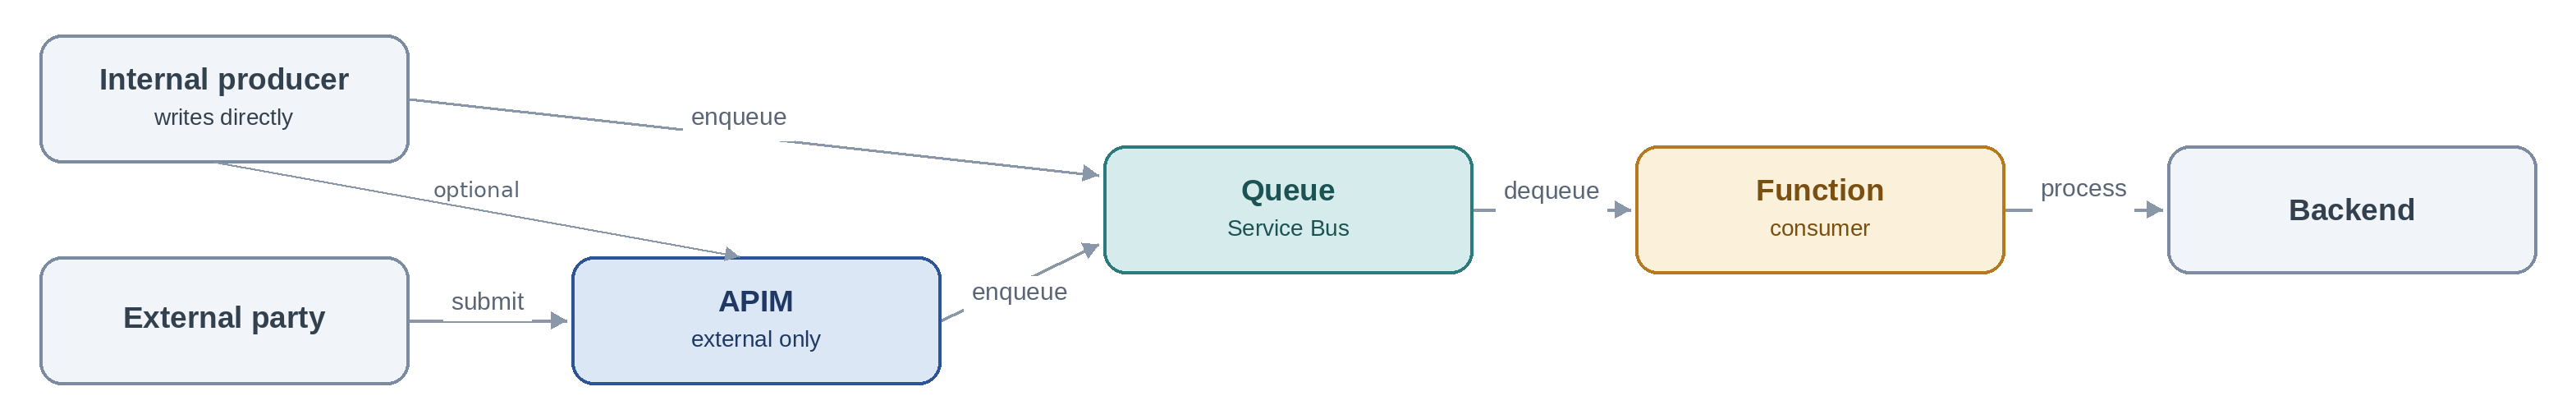 Internal producer
writes directly
enqueue
optional
External party
submit
APIM
external only
enqueue
Queue
Service Bus
dequeue
Function
consumer
process
Backend